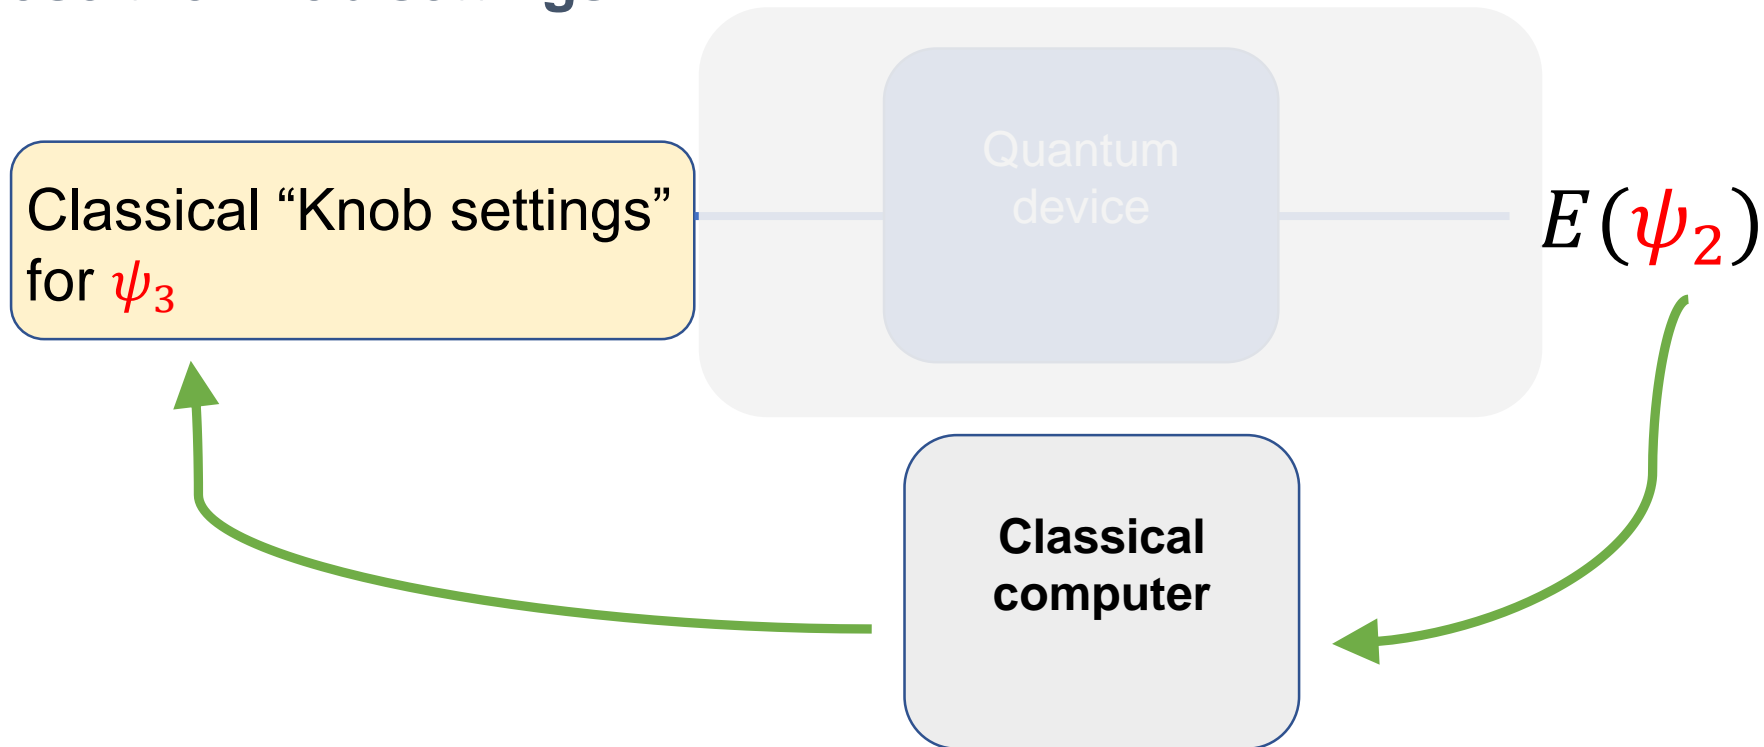 Classical “Knob settings”
for ψ₃
Quantum
device
E(ψ₂)
Classical
computer